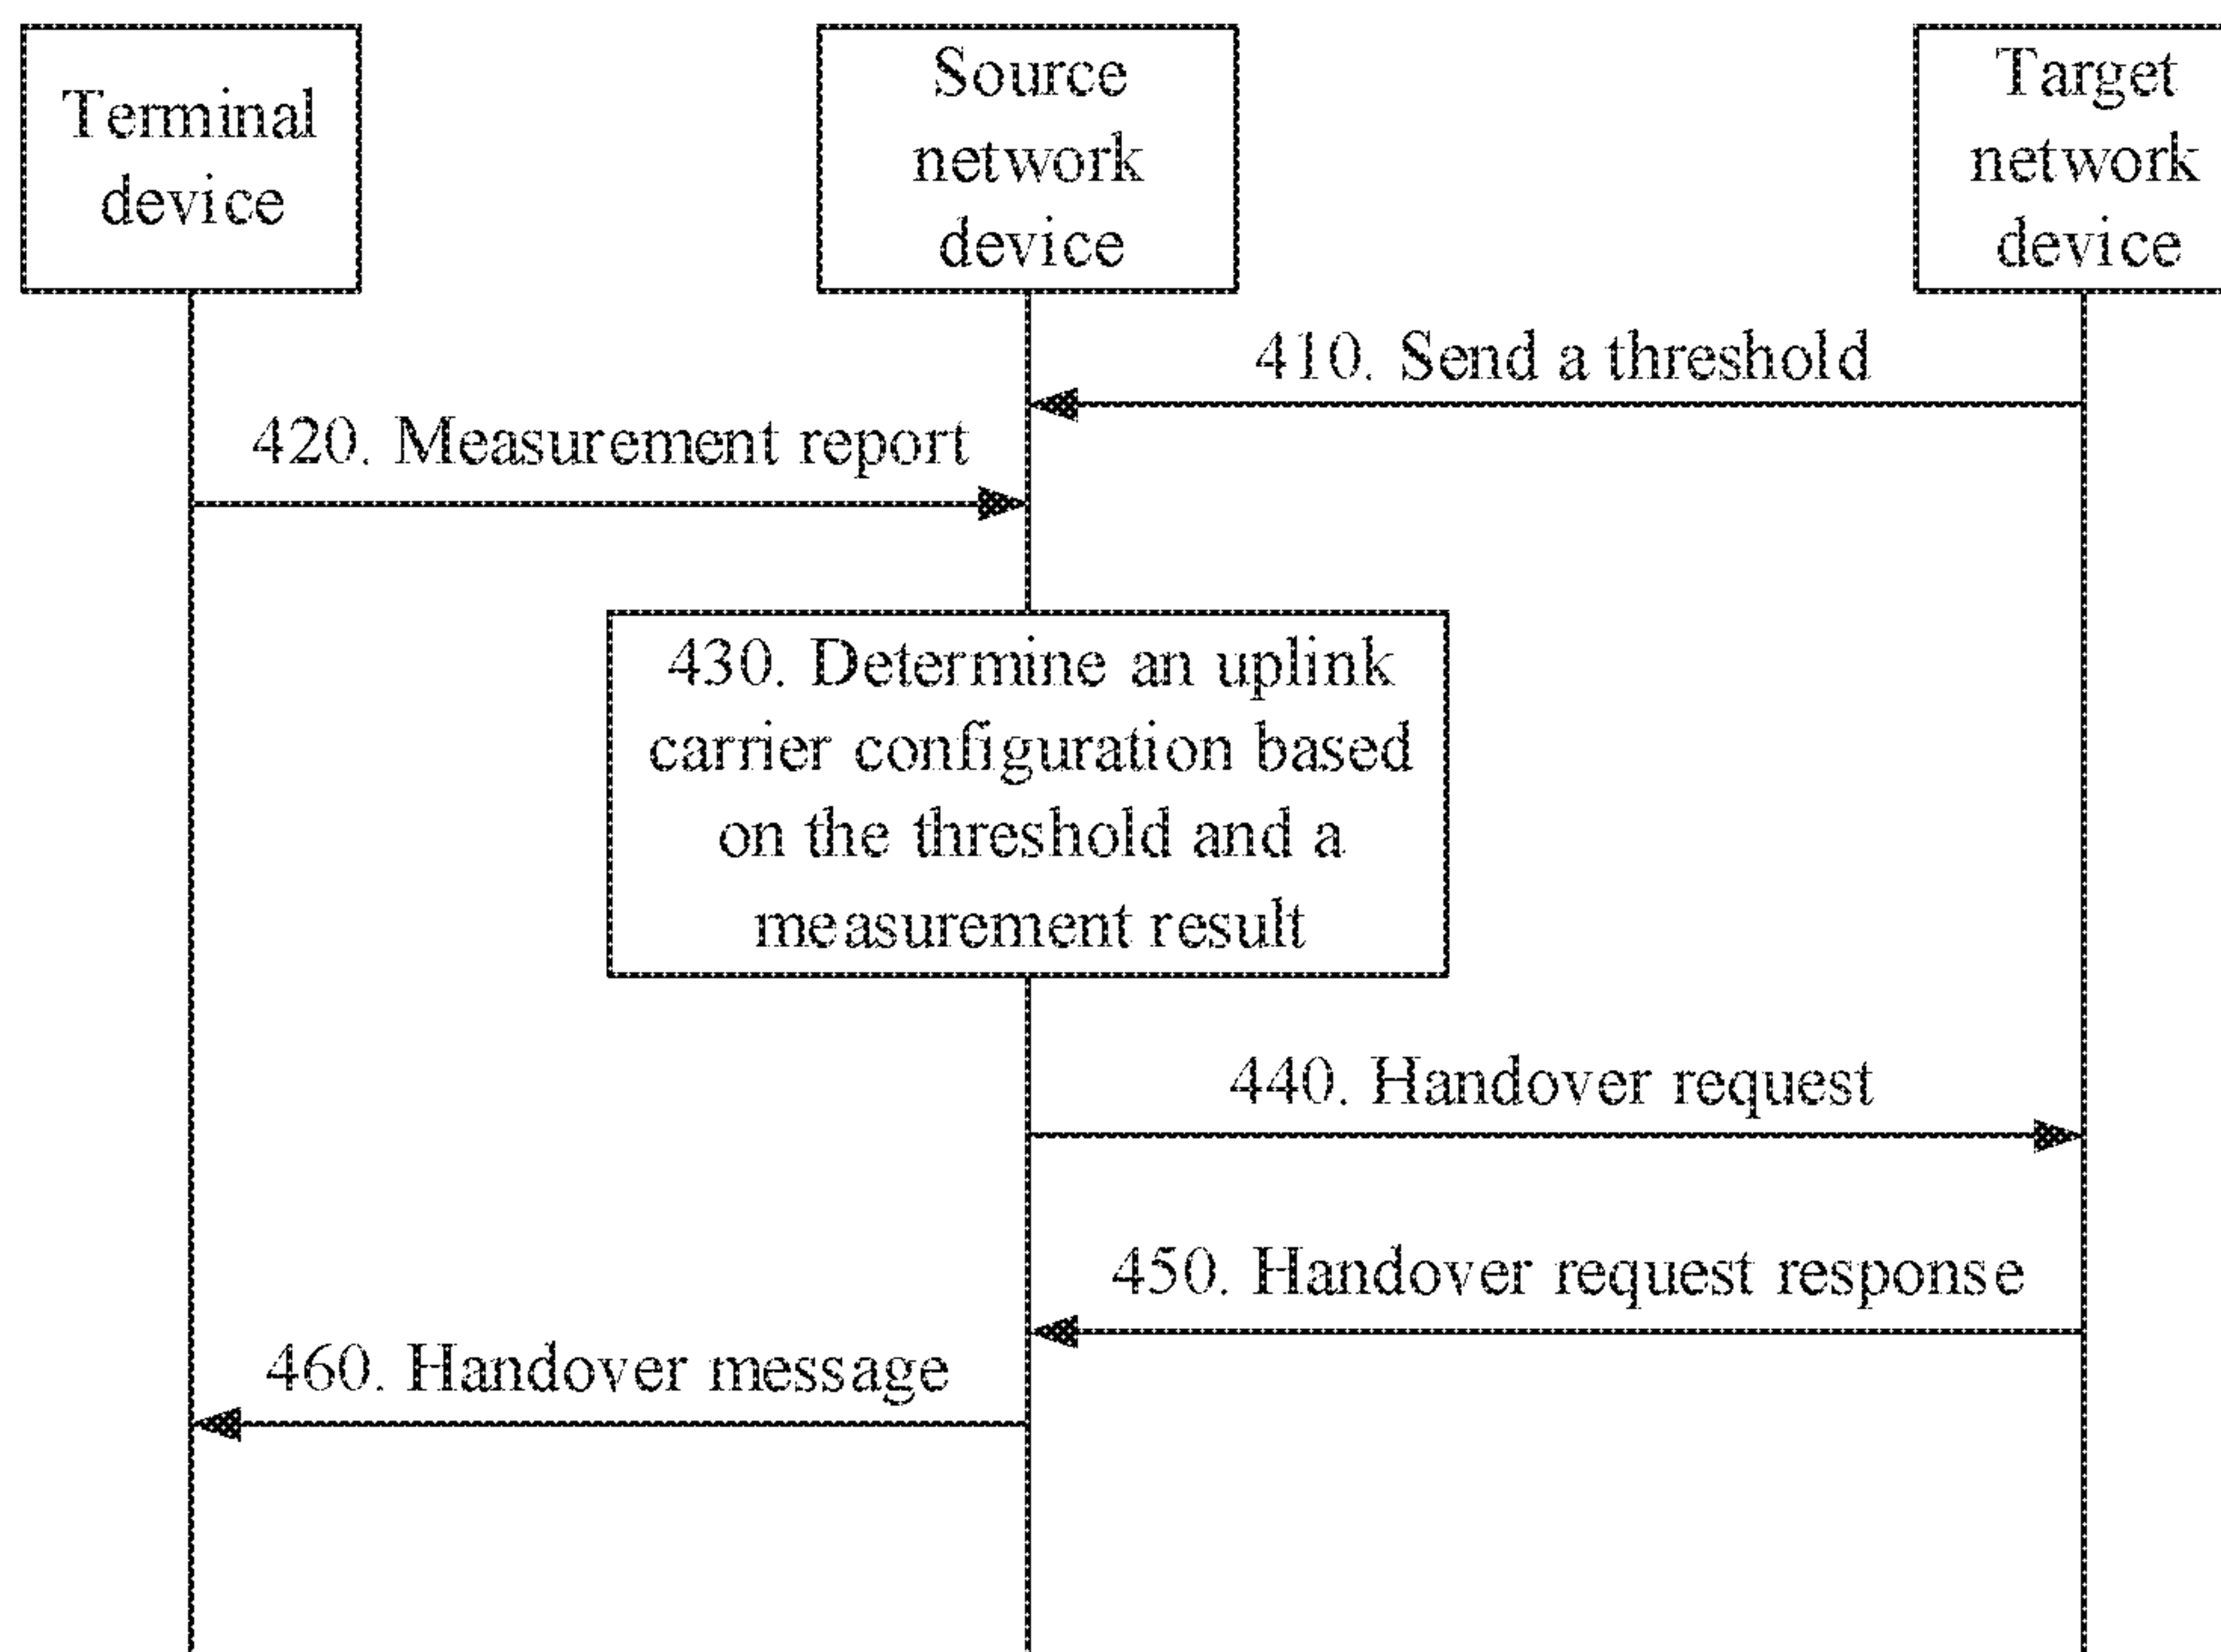 Terminal
device
Source
network
device
Target
network
device
410. Send a threshold
420. Measurement report
430. Determine an uplink
carrier configuration based
on the threshold and a
measurement result
440. Handover request
450. Handover request response
460. Handover message